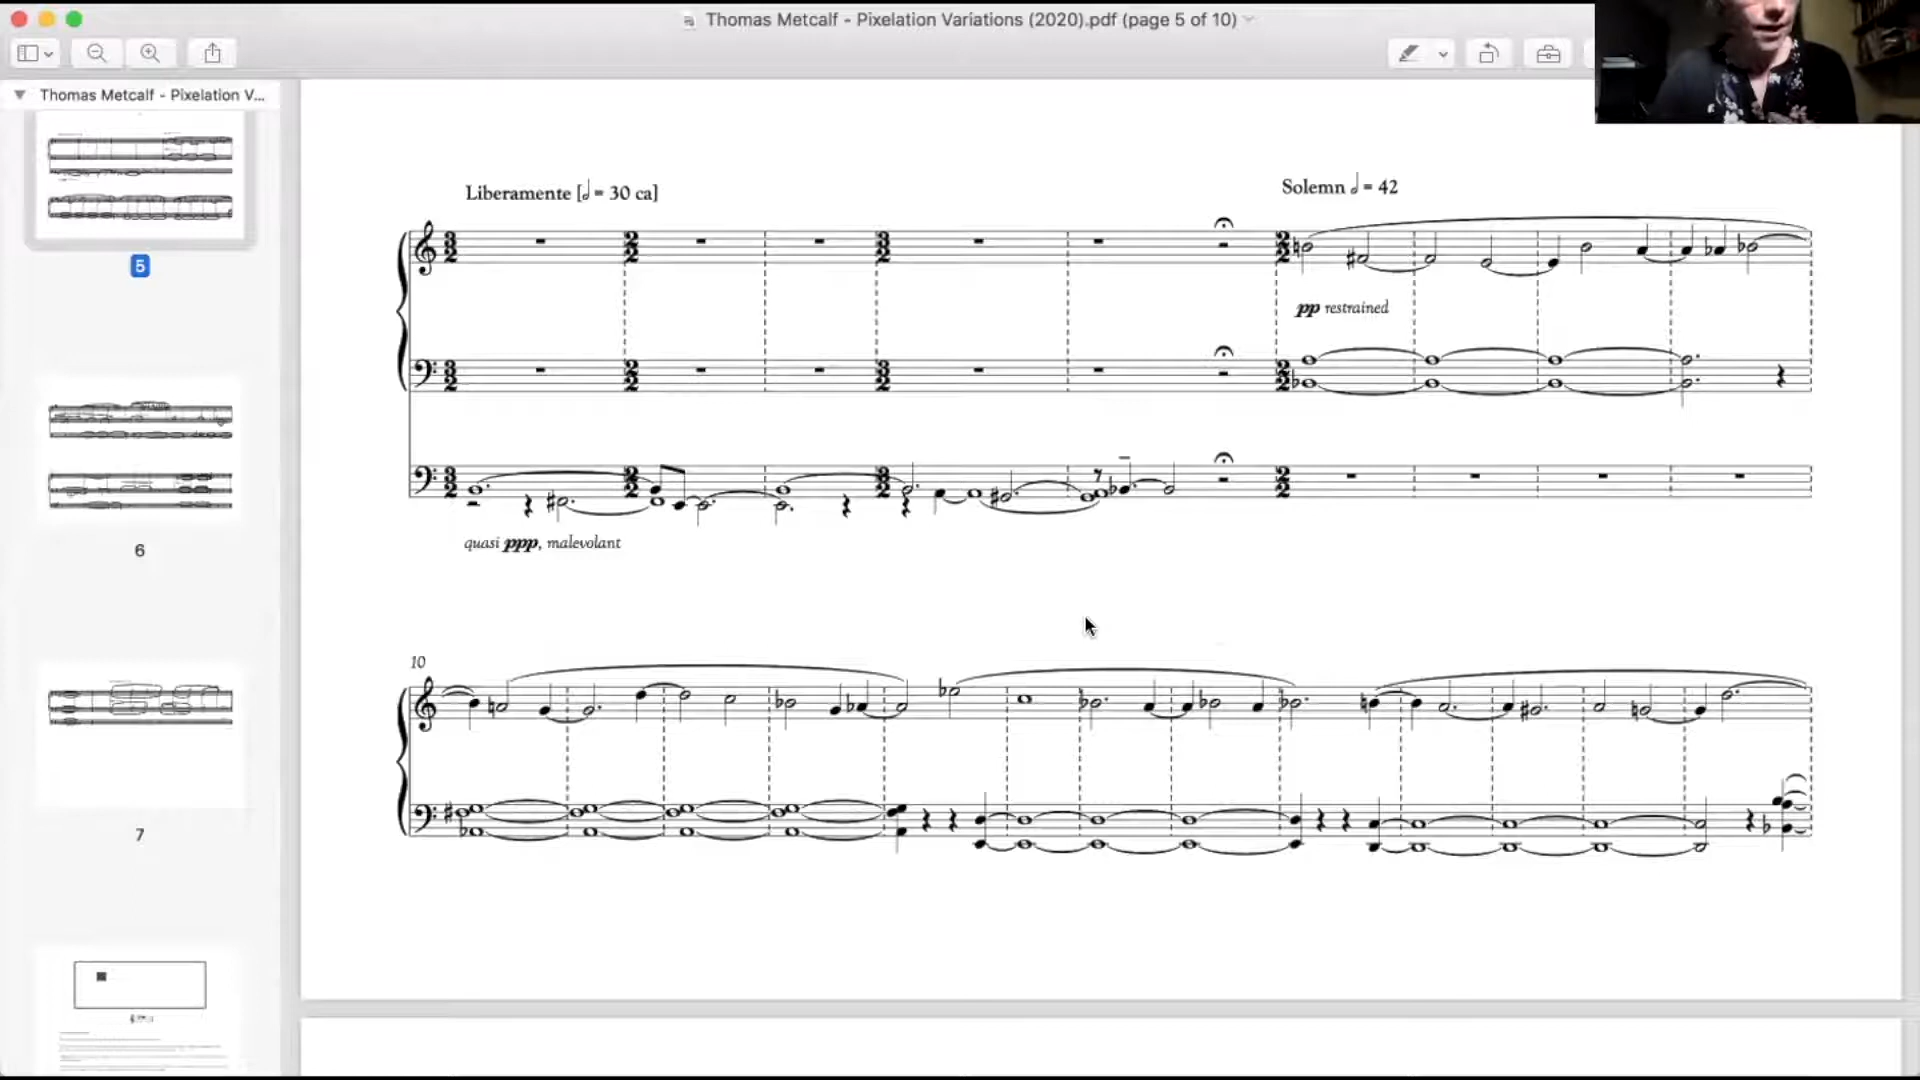 Thomas Metcalf - Pixelation Variations (2020).pdf (page 5 of 10)
Thomas Metcalf - Pixelation V...
5
6
7
Liberamente [𝅗𝅥 = 30 ca]
Solemn 𝅗𝅥 = 42
pp restrained
quasi ppp, malevolant
10